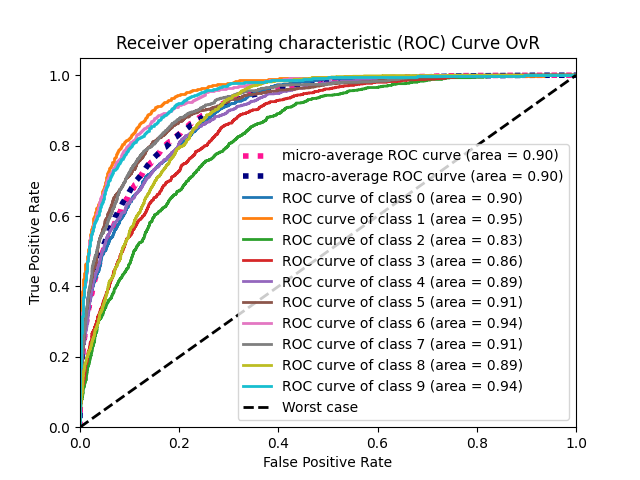 Receiver operating characteristic (ROC) Curve OvR
True Positive Rate
1.0
0.8
0.6
0.4
0.2
0.0
micro-average ROC curve (area = 0.90)
macro-average ROC curve (area = 0.90)
ROC curve of class 0 (area = 0.90)
ROC curve of class 1 (area = 0.95)
ROC curve of class 2 (area = 0.83)
ROC curve of class 3 (area = 0.86)
ROC curve of class 4 (area = 0.89)
ROC curve of class 5 (area = 0.91)
ROC curve of class 6 (area = 0.94)
ROC curve of class 7 (area = 0.91)
ROC curve of class 8 (area = 0.89)
ROC curve of class 9 (area = 0.94)
Worst case
0.0 0.2 0.4 0.6 0.8 1.0
False Positive Rate